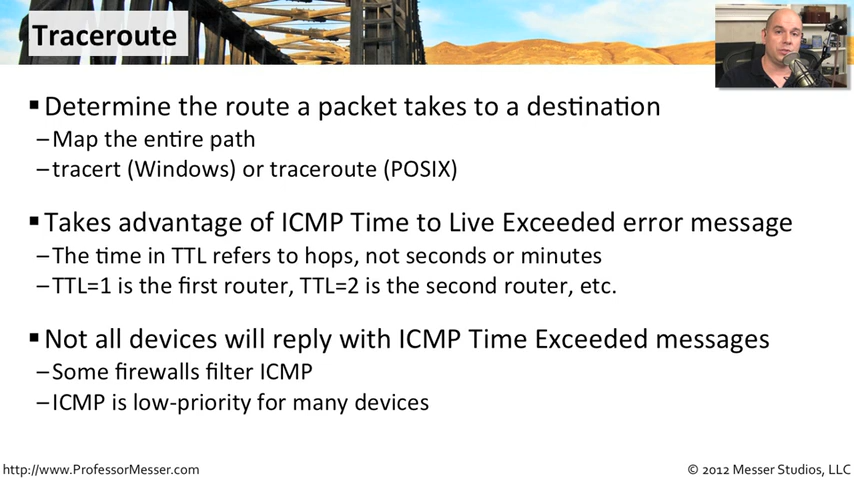 Traceroute
▪Determine the route a packet takes to a destination
–Map the entire path
–tracert (Windows) or traceroute (POSIX)
▪Takes advantage of ICMP Time to Live Exceeded error message
–The time in TTL refers to hops, not seconds or minutes
–TTL=1 is the first router, TTL=2 is the second router, etc.
▪Not all devices will reply with ICMP Time Exceeded messages
–Some firewalls filter ICMP
–ICMP is low-priority for many devices
http://www.ProfessorMesser.com
© 2012 Messer Studios, LLC